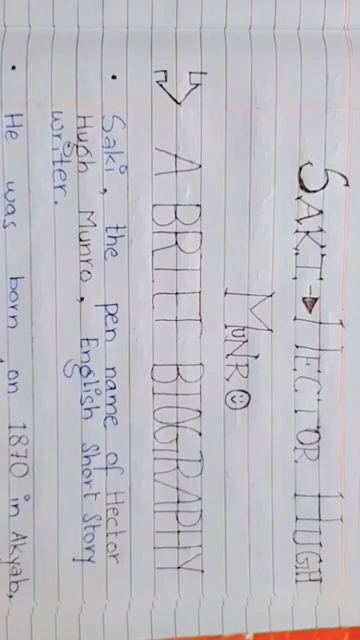 SAKI → HECTOR HUGH
MUNRO
A BRIEF BIOGRAPHY
• Saki, the pen name of Hector
Hugh Munro, English short story
writer.
• He was born on 1870 in Akyab,